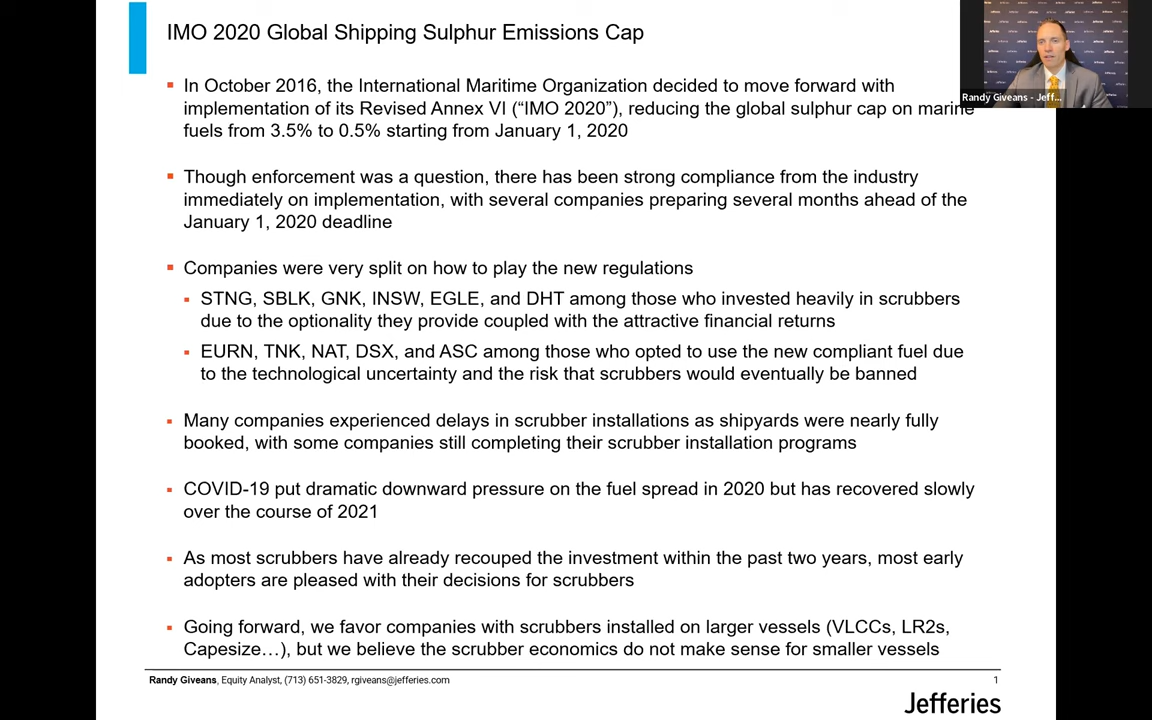 IMO 2020 Global Shipping Sulphur Emissions Cap
In October 2016, the International Maritime Organization decided to move forward with
implementation of its Revised Annex VI (“IMO 2020”), reducing the global sulphur cap on marine
fuels from 3.5% to 0.5% starting from January 1, 2020
Though enforcement was a question, there has been strong compliance from the industry
immediately on implementation, with several companies preparing several months ahead of the
January 1, 2020 deadline
Companies were very split on how to play the new regulations
STNG, SBLK, GNK, INSW, EGLE, and DHT among those who invested heavily in scrubbers
due to the optionality they provide coupled with the attractive financial returns
EURN, TNK, NAT, DSX, and ASC among those who opted to use the new compliant fuel due
to the technological uncertainty and the risk that scrubbers would eventually be banned
Many companies experienced delays in scrubber installations as shipyards were nearly fully
booked, with some companies still completing their scrubber installation programs
COVID-19 put dramatic downward pressure on the fuel spread in 2020 but has recovered slowly
over the course of 2021
As most scrubbers have already recouped the investment within the past two years, most early
adopters are pleased with their decisions for scrubbers
Going forward, we favor companies with scrubbers installed on larger vessels (VLCCs, LR2s,
Capesize…), but we believe the scrubber economics do not make sense for smaller vessels
Randy Giveans, Equity Analyst, (713) 651-3829, rgiveans@jefferies.com
1
Jefferies
Randy Giveans - Jeff...